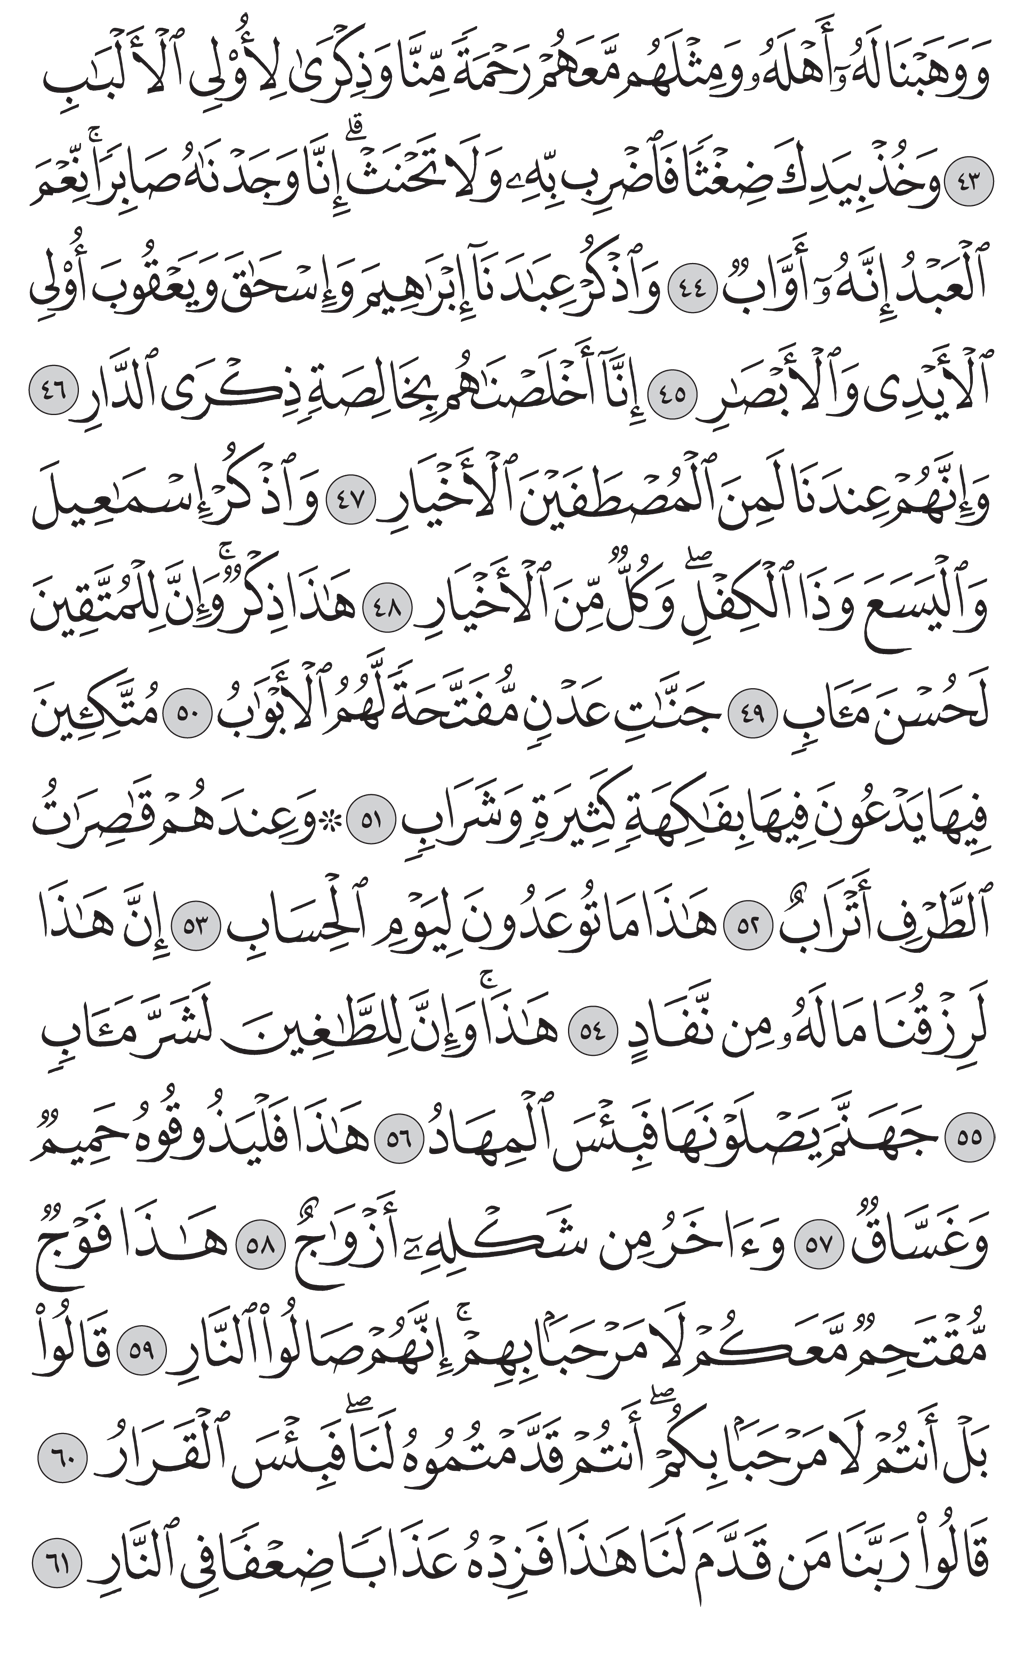 وَوَهَبۡنَا لَهُۥٓ أَهۡلَهُۥ وَمِثۡلَهُم مَّعَهُمۡ رَحۡمَةٗ مِّنَّا وَذِكۡرَىٰ لِأُوْلِي ٱلۡأَلۡبَٰبِ
٤٣ وَخُذۡ بِيَدِكَ ضِغۡثٗا فَٱضۡرِب بِّهِۦ وَلَا تَحۡنَثۡۗ إِنَّا وَجَدۡنَٰهُ صَابِرٗاۚ نِّعۡمَ
ٱلۡعَبۡدُ إِنَّهُۥٓ أَوَّابٞ ٤٤ وَٱذۡكُرۡ عِبَٰدَنَآ إِبۡرَٰهِيمَ وَإِسۡحَٰقَ وَيَعۡقُوبَ أُوْلِي
ٱلۡأَيۡدِي وَٱلۡأَبۡصَٰرِ ٤٥ إِنَّآ أَخۡلَصۡنَٰهُم بِخَالِصَةٖ ذِكۡرَى ٱلدَّارِ ٤٦
وَإِنَّهُمۡ عِندَنَا لَمِنَ ٱلۡمُصۡطَفَيۡنَ ٱلۡأَخۡيَارِ ٤٧ وَٱذۡكُرۡ إِسۡمَٰعِيلَ
وَٱلۡيَسَعَ وَذَا ٱلۡكِفۡلِۖ وَكُلّٞ مِّنَ ٱلۡأَخۡيَارِ ٤٨ هَٰذَا ذِكۡرٞۚ وَإِنَّ لِلۡمُتَّقِينَ
لَحُسۡنَ مَـَٔابٖ ٤٩ جَنَّٰتِ عَدۡنٖ مُّفَتَّحَةٗ لَّهُمُ ٱلۡأَبۡوَٰبُ ٥٠ مُتَّكِـِٔينَ
فِيهَا يَدۡعُونَ فِيهَا بِفَٰكِهَةٖ كَثِيرَةٖ وَشَرَابٖ ٥١ ۞ وَعِندَهُمۡ قَٰصِرَٰتُ
ٱلطَّرۡفِ أَتۡرَابٌ ٥٢ هَٰذَا مَا تُوعَدُونَ لِيَوۡمِ ٱلۡحِسَابِ ٥٣ إِنَّ هَٰذَا
لَرِزۡقُنَا مَا لَهُۥ مِن نَّفَادٍ ٥٤ هَٰذَاۚ وَإِنَّ لِلطَّٰغِينَ لَشَرَّ مَـَٔابٖ
٥٥ جَهَنَّمَ يَصۡلَوۡنَهَا فَبِئۡسَ ٱلۡمِهَادُ ٥٦ هَٰذَا فَلۡيَذُوقُوهُ حَمِيمٞ
وَغَسَّاقٞ ٥٧ وَءَاخَرُ مِن شَكۡلِهِۦٓ أَزۡوَٰجٌ ٥٨ هَٰذَا فَوۡجٞ
مُّقۡتَحِمٞ مَّعَكُمۡ لَا مَرۡحَبَۢا بِهِمۡۚ إِنَّهُمۡ صَالُواْ ٱلنَّارِ ٥٩ قَالُواْ
بَلۡ أَنتُمۡ لَا مَرۡحَبَۢا بِكُمۡۖ أَنتُمۡ قَدَّمۡتُمُوهُ لَنَاۖ فَبِئۡسَ ٱلۡقَرَارُ ٦٠
قَالُواْ رَبَّنَا مَن قَدَّمَ لَنَا هَٰذَا فَزِدۡهُ عَذَابٗا ضِعۡفٗا فِي ٱلنَّارِ ٦١